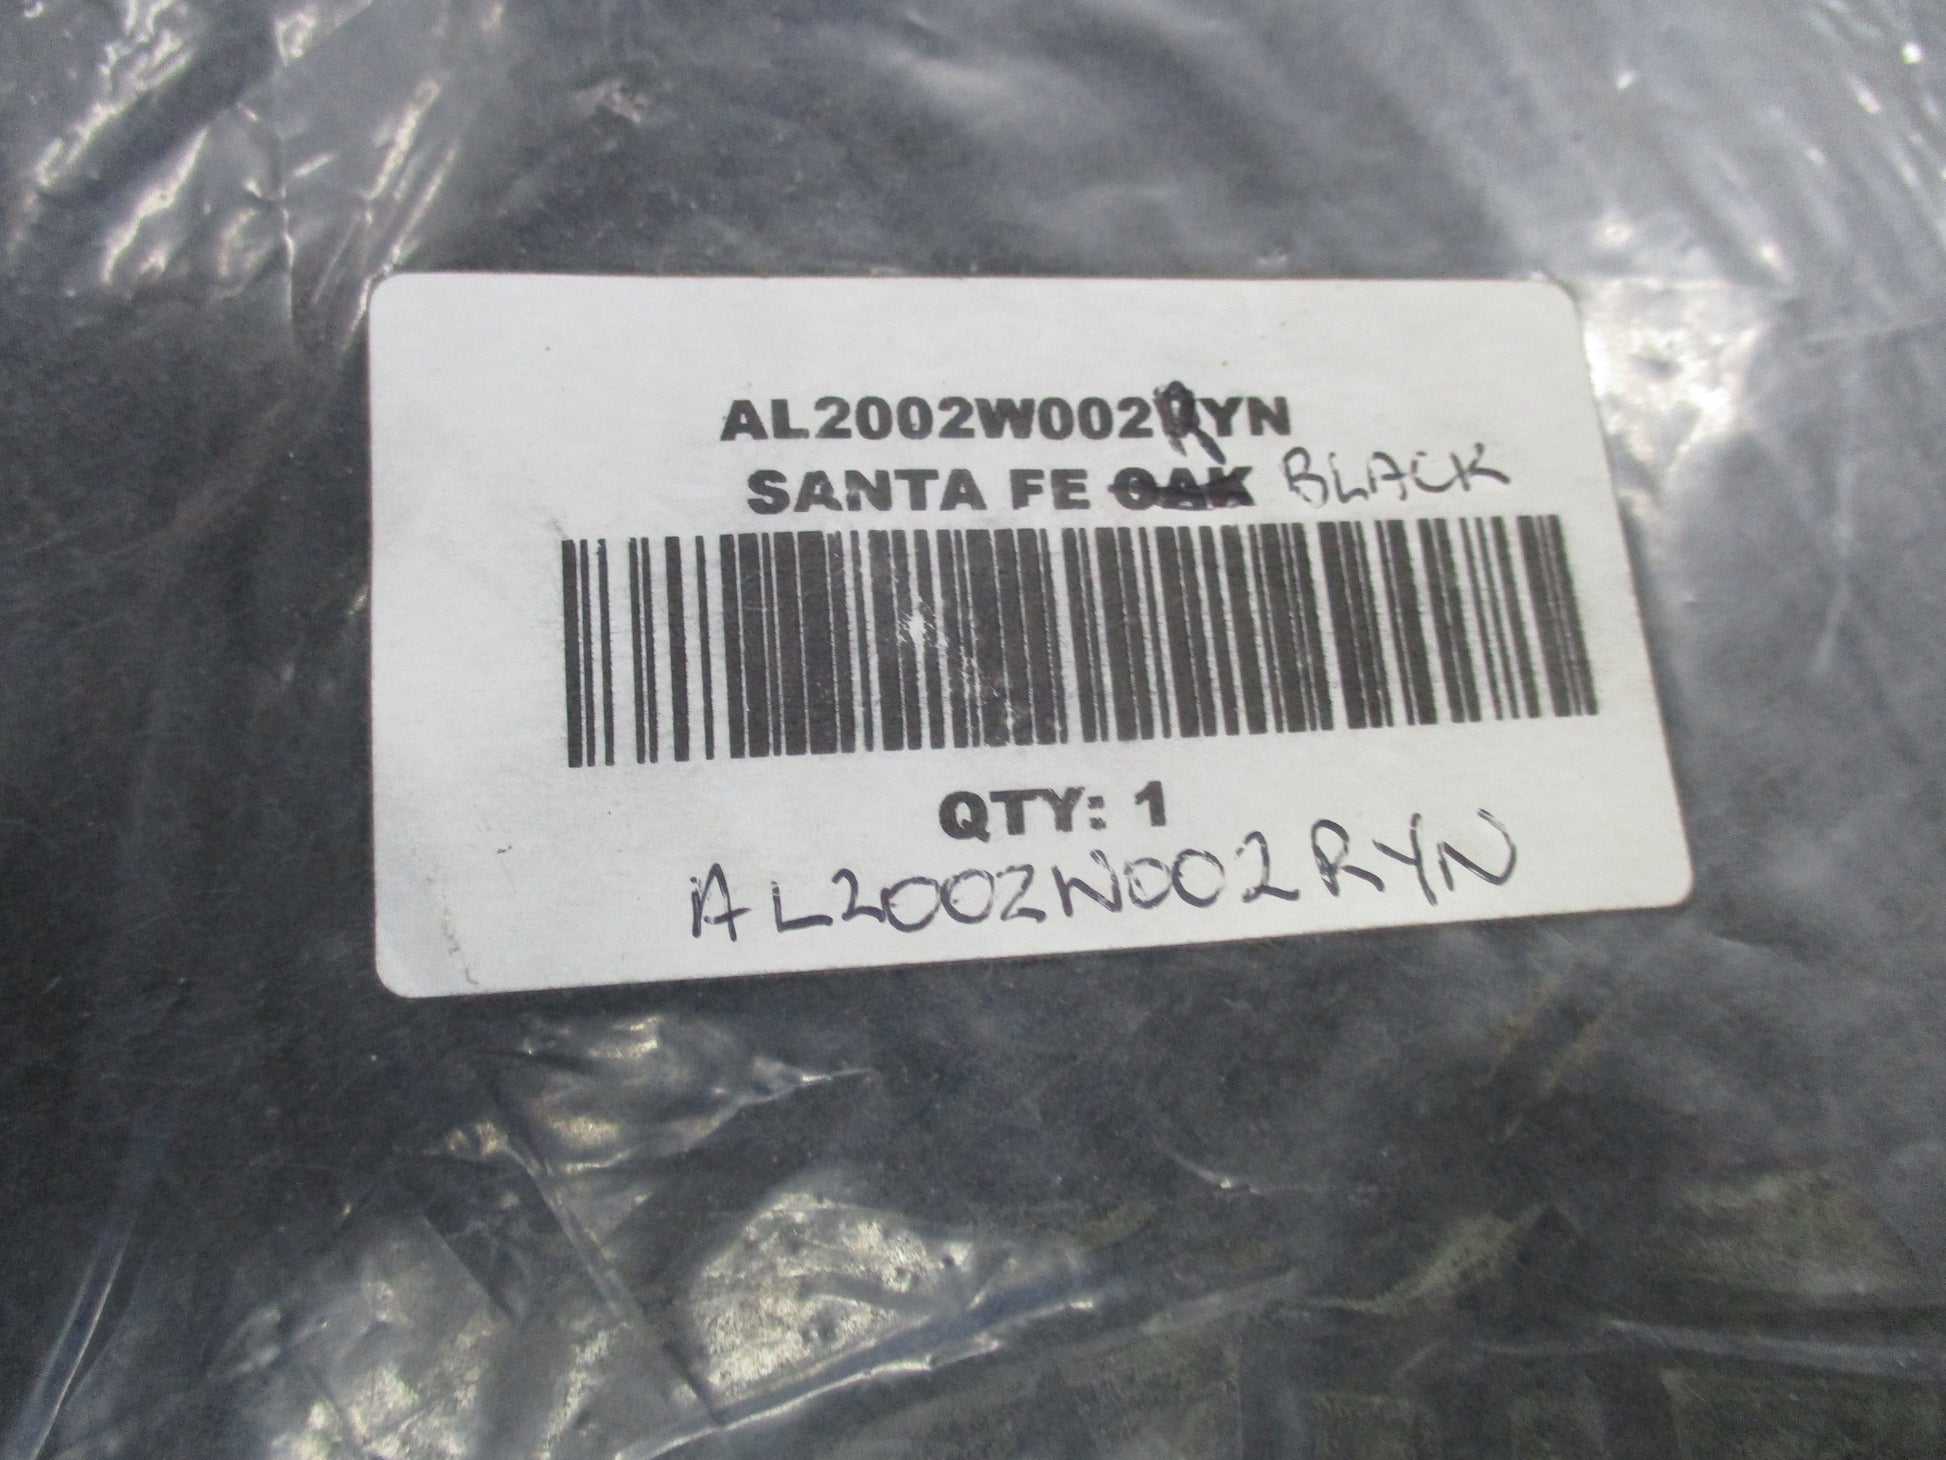 AL2002W002RYN
SANTA FE OAK BLACK
QTY: 1
AL2002W002RYN